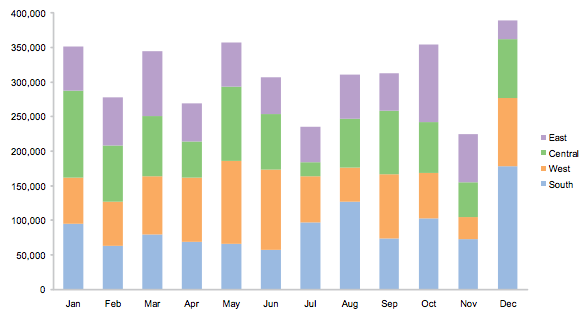 400,000
350,000
300,000
250,000
200,000
150,000
100,000
50,000
0
Jan Feb Mar Apr May Jun Jul Aug Sep Oct Nov Dec
East
Central
West
South